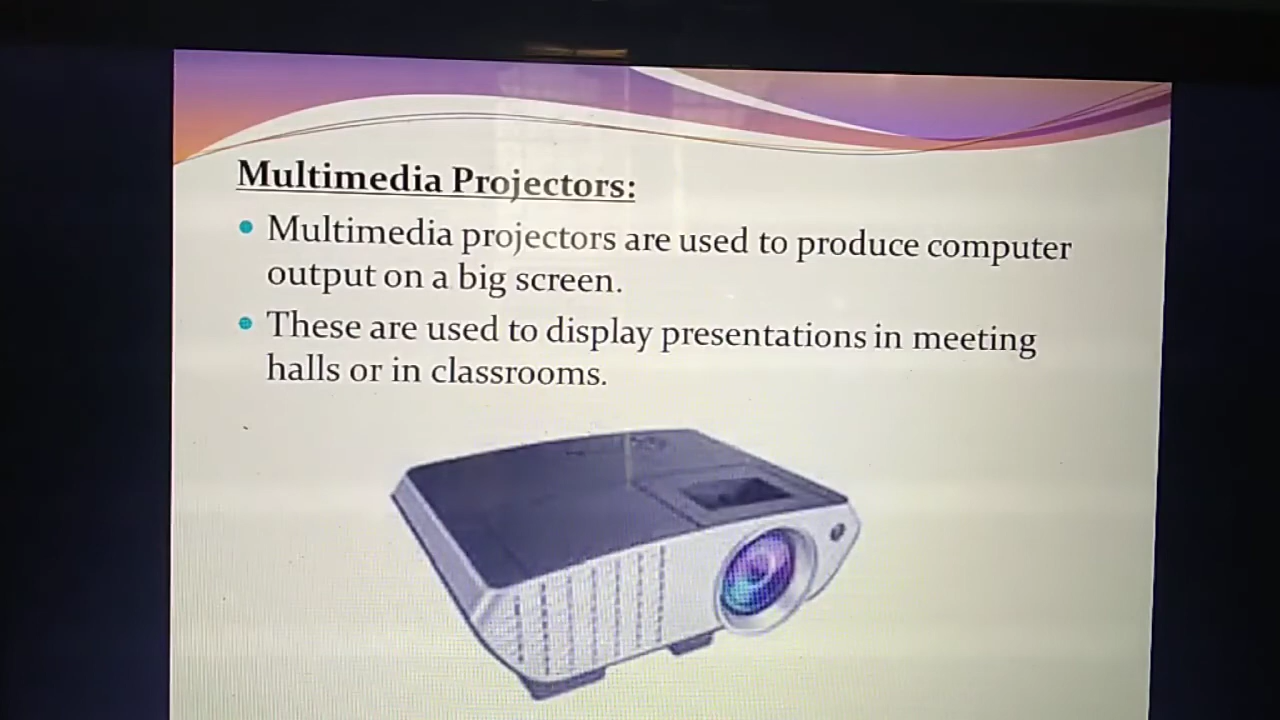 Multimedia Projectors:
• Multimedia projectors are used to produce computer
output on a big screen.
• These are used to display presentations in meeting
halls or in classrooms.